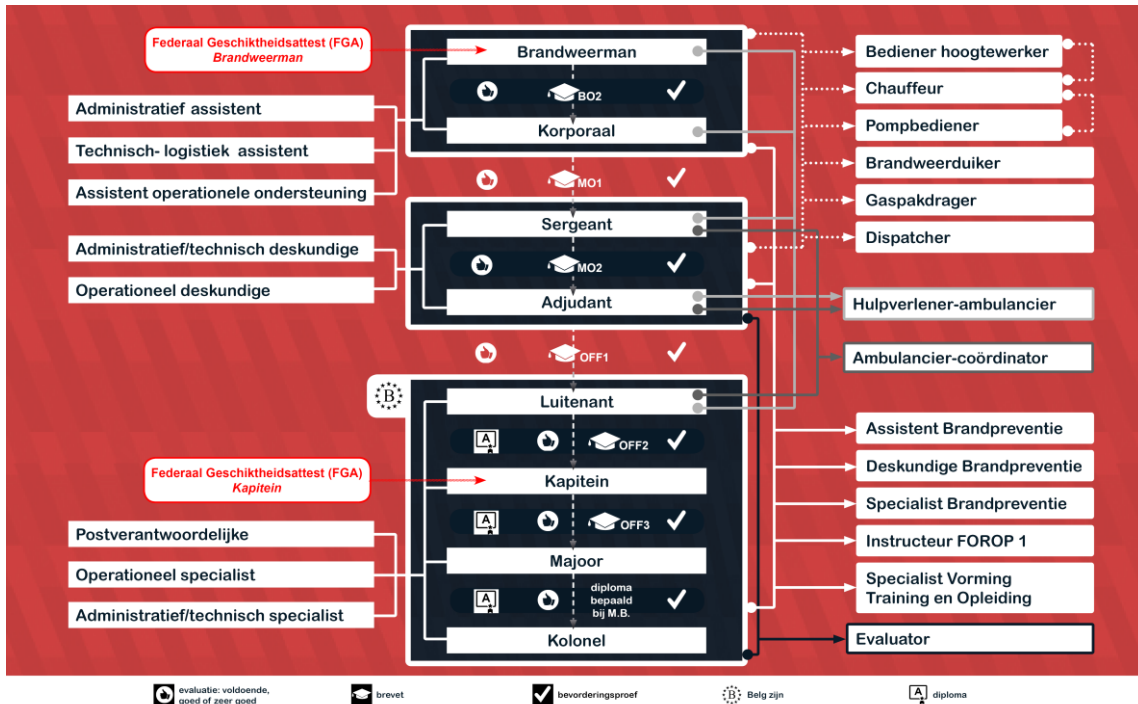 Federaal Geschiktheidsattest (FGA)
Brandweerman
Brandweerman
BO2
Korporaal
Administratief assistent
Technisch- logistiek assistent
Assistent operationele ondersteuning
MO1
Sergeant
MO2
Adjudant
Administratief/technisch deskundige
Operationeel deskundige
OFF1
B
Luitenant
A
OFF2
Federaal Geschiktheidsattest (FGA)
Kapitein
Kapitein
A
OFF3
Majoor
A
diploma
bepaald
bij M.B.
Kolonel
Postverantwoordelijke
Operationeel specialist
Administratief/technisch specialist
Bediener hoogtewerker
Chauffeur
Pompbediener
Brandweerduiker
Gaspakdrager
Dispatcher
Hulpverlener-ambulancier
Ambulancier-coördinator
Assistent Brandpreventie
Deskundige Brandpreventie
Specialist Brandpreventie
Instructeur FOROP 1
Specialist Vorming
Training en Opleiding
Evaluator
evaluatie: voldoende,
goed of zeer goed
brevet
bevorderingsproef
B
Belg zijn
A
diploma